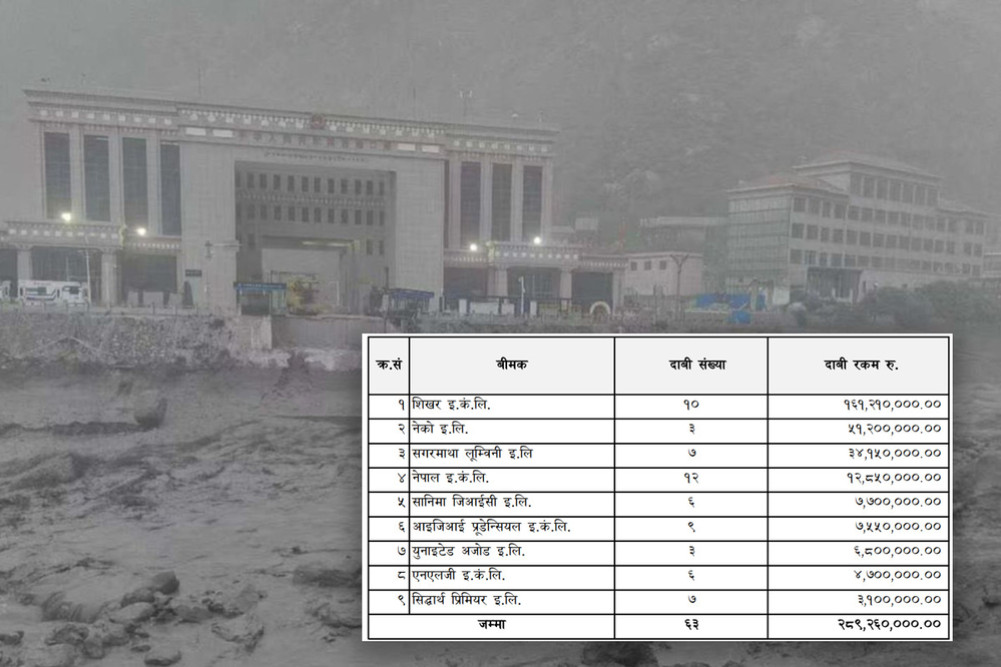 क्र.सं बीमक दाबी संख्या दाबी रकम रु.
१ शिखर इ.कं.लि. १० १६१,२१०,०००.००
२ नेको इ.लि. ३ ५१,२००,०००.००
३ सगरमाथा लूम्विनी इ.लि ७ ३४,१५०,०००.००
४ नेपाल इ.कं.लि. १२ १२,८५०,०००.००
५ सानिमा जिआईसी इ.लि. ६ ७,७००,०००.००
६ आइजिआई प्रूडेन्सियल इ.कं.लि. ९ ७,५५०,०००.००
७ युनाइटेड अजोड इ.लि. ३ ६,८००,०००.००
८ एनएलजी इ.कं.लि. ६ ४,७००,०००.००
९ सिद्धार्थ प्रिमियर इ.लि. ७ ३,१००,०००.००
जम्मा ६३ २८९,२६०,०००.००